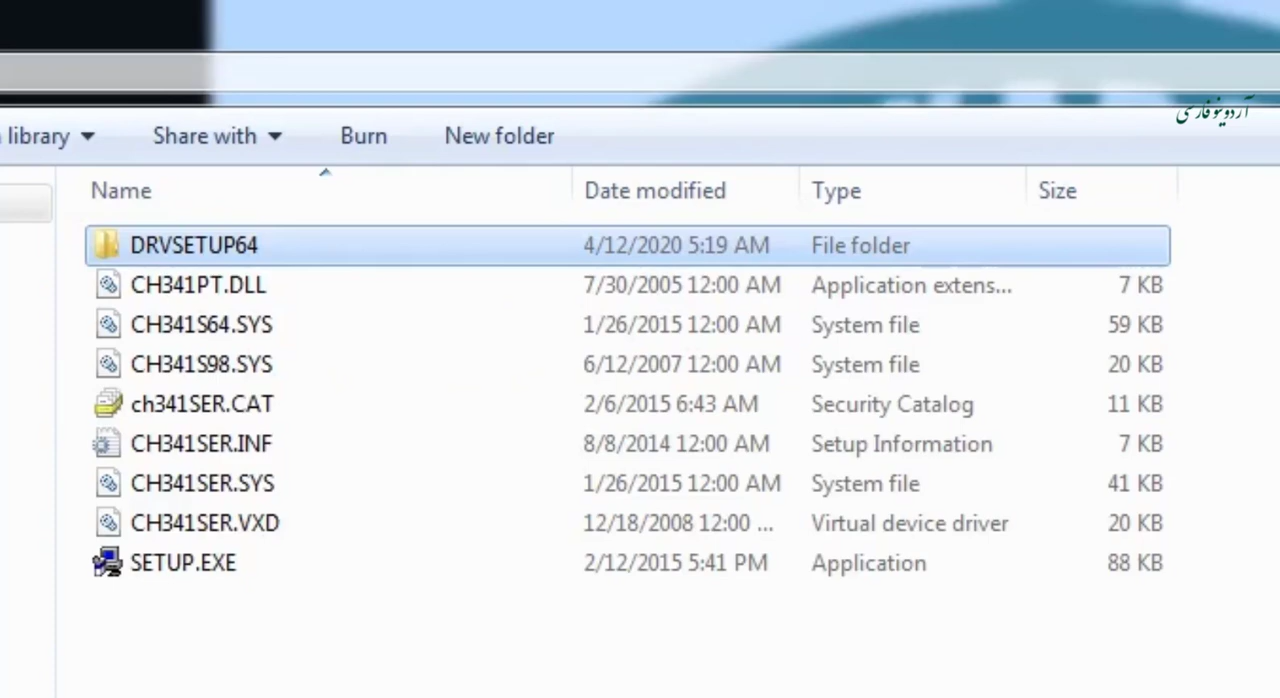 آردوینو فارسی
library Share with Burn New folder
Name Date modified Type Size
DRVSETUP64 4/12/2020 5:19 AM File folder
CH341PT.DLL 7/30/2005 12:00 AM Application extens... 7 KB
CH341S64.SYS 1/26/2015 12:00 AM System file 59 KB
CH341S98.SYS 6/12/2007 12:00 AM System file 20 KB
ch341SER.CAT 2/6/2015 6:43 AM Security Catalog 11 KB
CH341SER.INF 8/8/2014 12:00 AM Setup Information 7 KB
CH341SER.SYS 1/26/2015 12:00 AM System file 41 KB
CH341SER.VXD 12/18/2008 12:00 ... Virtual device driver 20 KB
SETUP.EXE 2/12/2015 5:41 PM Application 88 KB